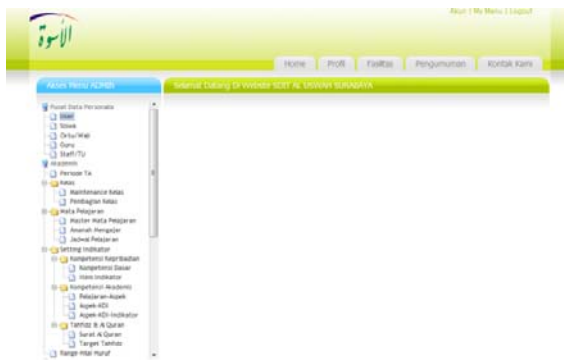 Akun | My Menu | Logout
الأسوة
Home
Profil
Fasilitas
Pengumuman
Kontak Kami
Akses Menu ADMIN
Selamat Datang Di Website SDIT AL USWAH SURABAYA
Pusat Data Personalia
User
Siswa
Ortu/Wali
Guru
Staff/TU
Akademik
Periode TA
Kelas
Maintenance Kelas
Pembagian Kelas
Mata Pelajaran
Master Mata Pelajaran
Amanah Mengajar
Jadwal Pelajaran
Setting Indikator
Kompetensi Kepribadian
Kompetensi Dasar
Item Indikator
Kompetensi Akademis
Pelajaran-Aspek
Aspek-KD
Aspek-KD-Indikator
Tahfidz & Al Quran
Surat Al Quran
Target Tahfidz
Range-Nilai Huruf